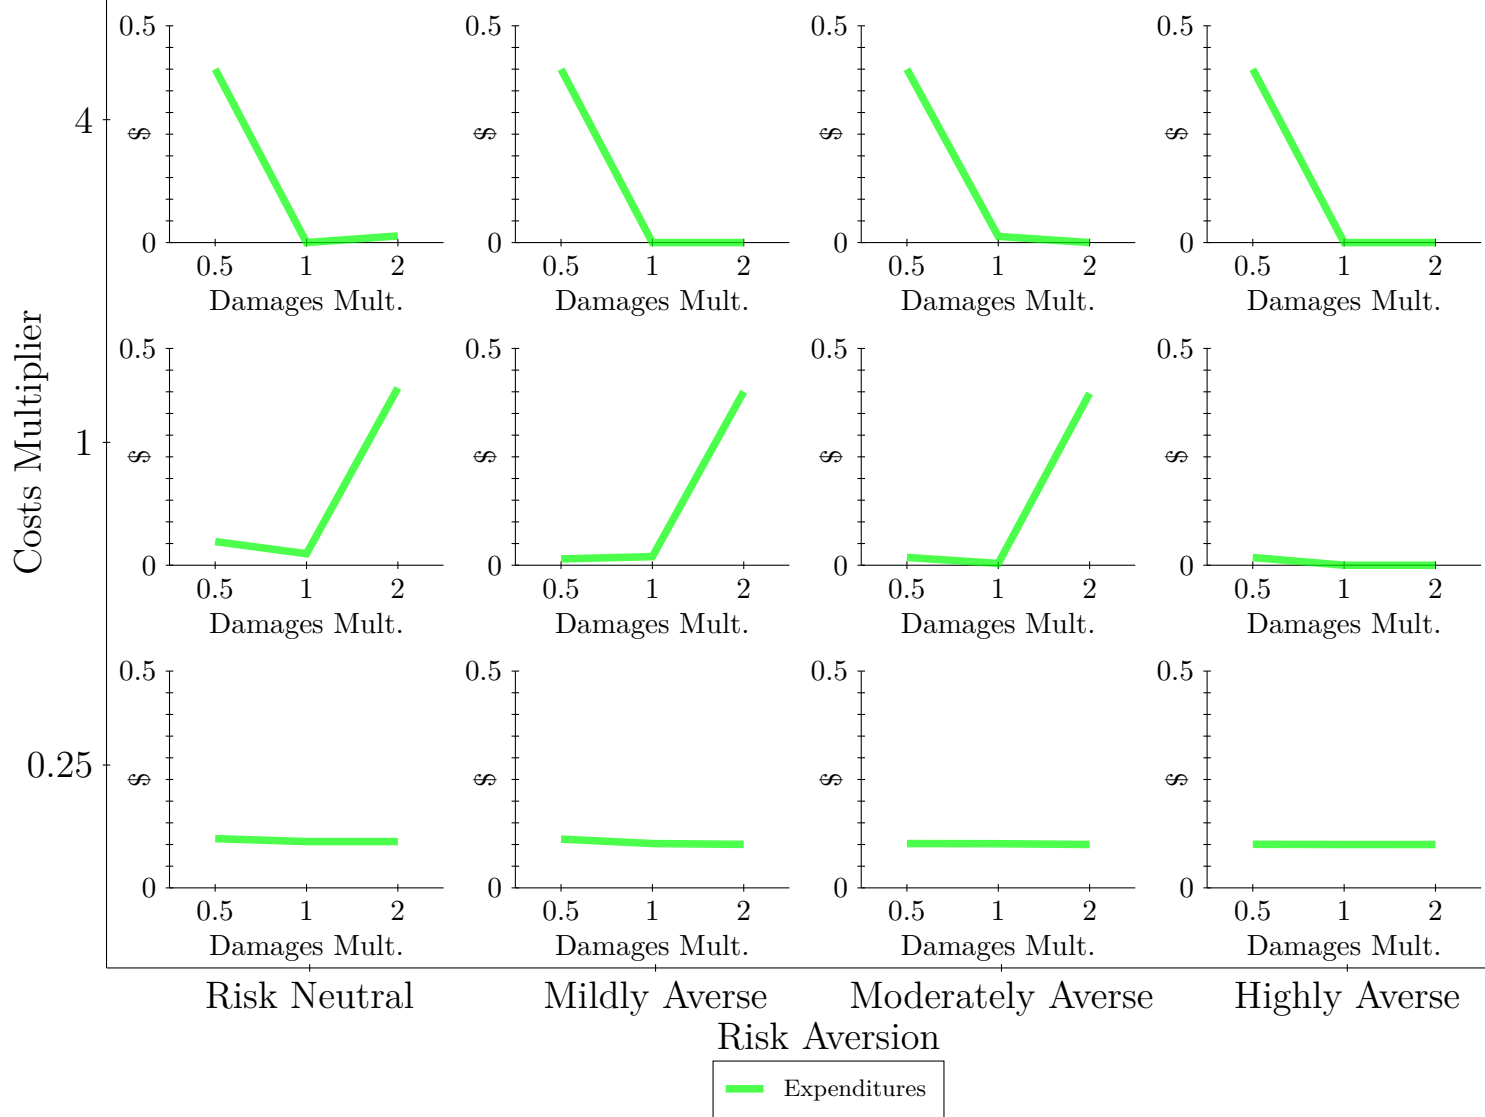 0.5 0.5 0.5 0.5
4 $ $ $ $
0 0 0 0
0.5 1 2 0.5 1 2 0.5 1 2 0.5 1 2
Damages Mult. Damages Mult. Damages Mult. Damages Mult.
Costs Multiplier
0.5 0.5 0.5 0.5
1 $ $ $ $
0 0 0 0
0.5 1 2 0.5 1 2 0.5 1 2 0.5 1 2
Damages Mult. Damages Mult. Damages Mult. Damages Mult.
0.5 0.5 0.5 0.5
0.25 $ $ $ $
0 0 0 0
0.5 1 2 0.5 1 2 0.5 1 2 0.5 1 2
Damages Mult. Damages Mult. Damages Mult. Damages Mult.
Risk Neutral Mildly Averse Moderately Averse Highly Averse
Risk Aversion
Expenditures